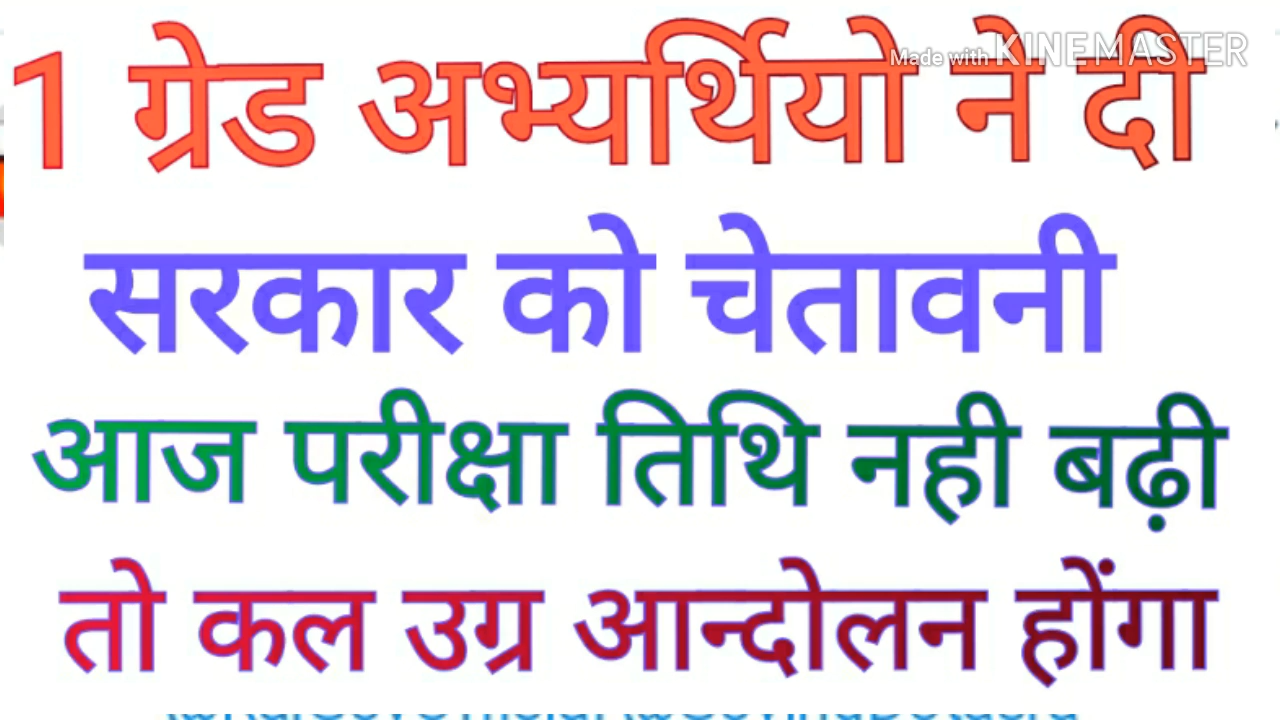 Made with KINEMASTER
1 ग्रेड अभ्यर्थियो ने दी
सरकार को चेतावनी
आज परीक्षा तिथि नही बढ़ी
तो कल उग्र आन्दोलन होंगा